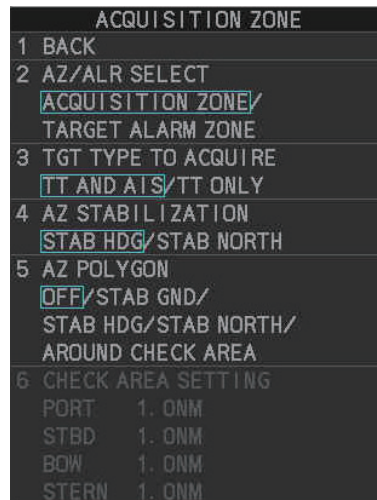 ACQUISITION ZONE
1 BACK
2 AZ/ALR SELECT
ACQUISITION ZONE/
TARGET ALARM ZONE
3 TGT TYPE TO ACQUIRE
TT AND AIS/TT ONLY
4 AZ STABILIZATION
STAB HDG/STAB NORTH
5 AZ POLYGON
OFF/STAB GND/
STAB HDG/STAB NORTH/
AROUND CHECK AREA
6 CHECK AREA SETTING
PORT 1.0NM
STBD 1.0NM
BOW 1.0NM
STERN 1.0NM